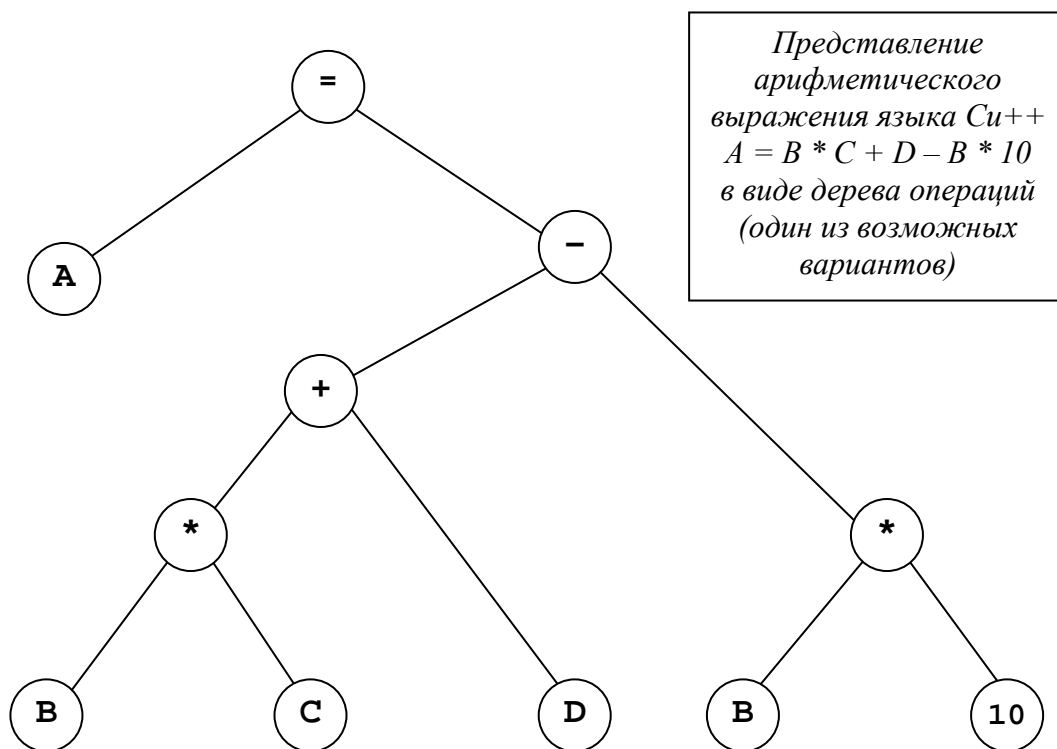 Представление
арифметического
выражения языка Си++
A = B * C + D – B * 10
в виде дерева операций
(один из возможных
вариантов)
=
–
A
+
*
*
B
C
D
B
10